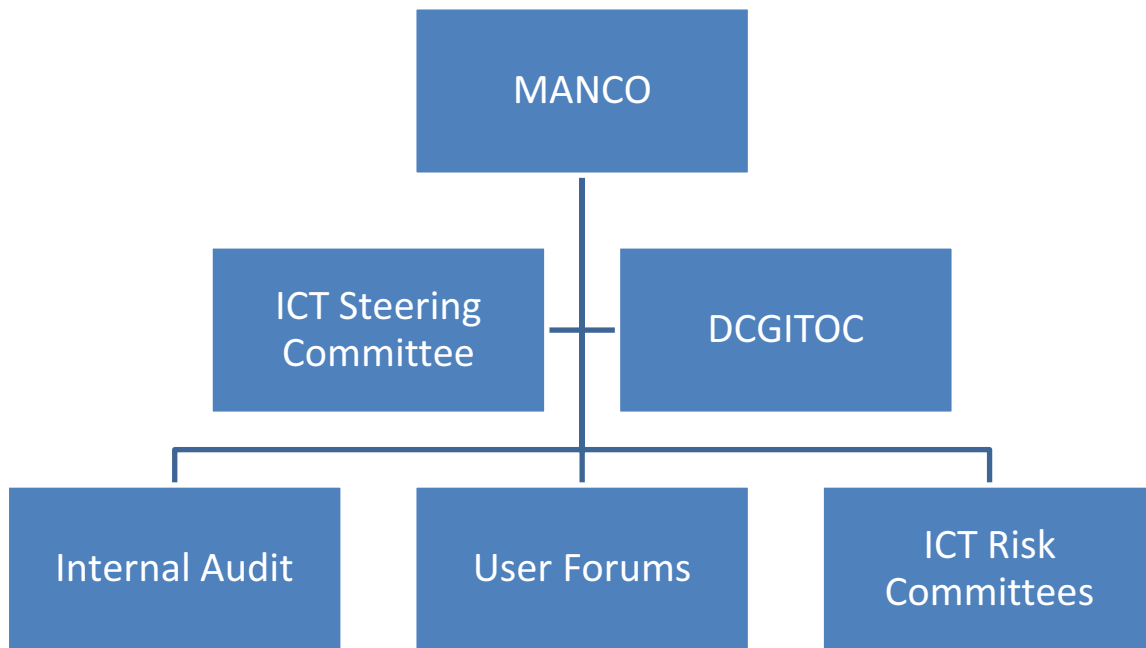 MANCO
ICT Steering
Committee
DCGITOC
Internal Audit
User Forums
ICT Risk
Committees